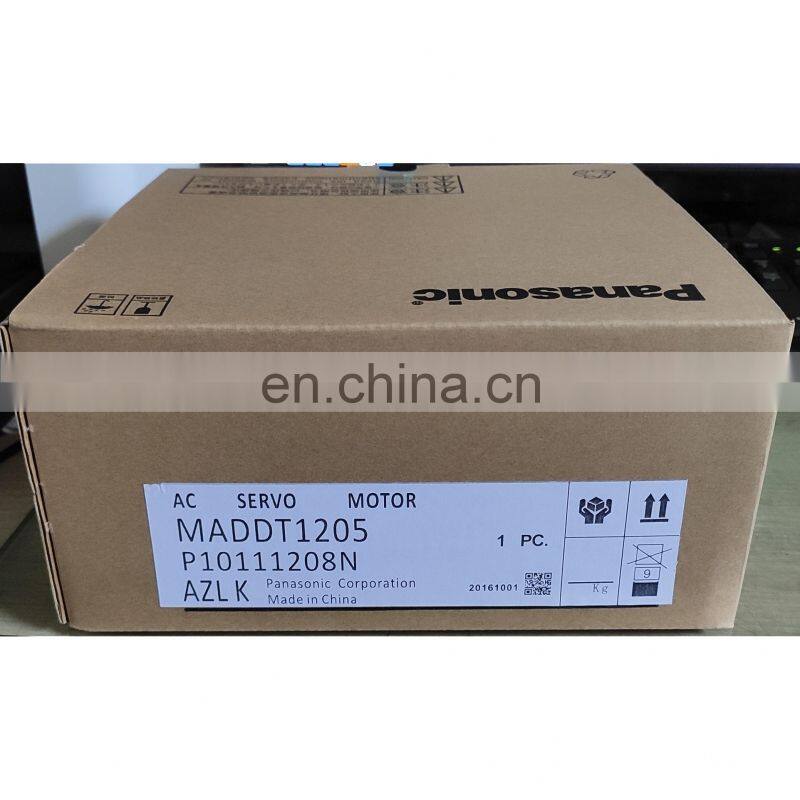 Panasonic®
en.china.cn
AC SERVO MOTOR
MADDT1205
1 PC.
P10111208N
AZL K Panasonic Corporation
Made in China
20161001
Kg
9